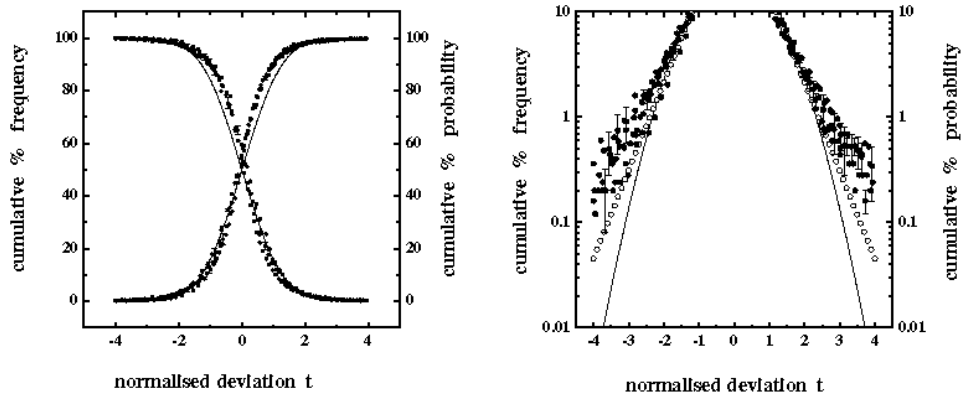 cumulative % frequency
100
80
60
40
20
0
100
80
60
40
20
0
cumulative % probability
-4 -2 0 2 4
normalised deviation t
cumulative % frequency
10
1
0.1
0.01
10
1
0.1
0.01
cumulative % probability
-4 -3 -2 -1 0 1 2 3 4
normalised deviation t